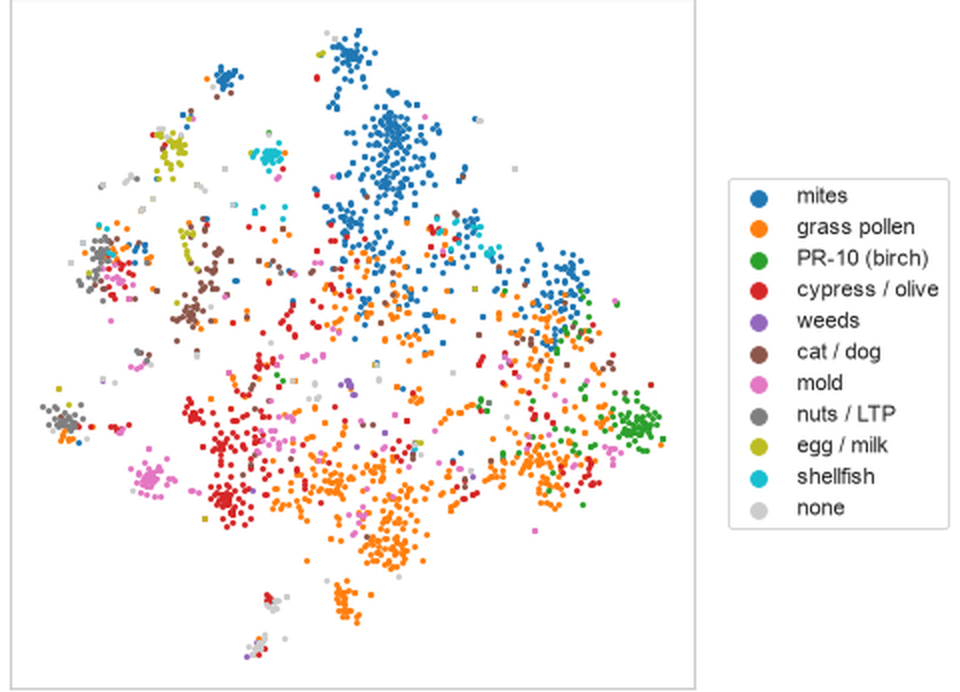 mites
grass pollen
PR-10 (birch)
cypress / olive
weeds
cat / dog
mold
nuts / LTP
egg / milk
shellfish
none